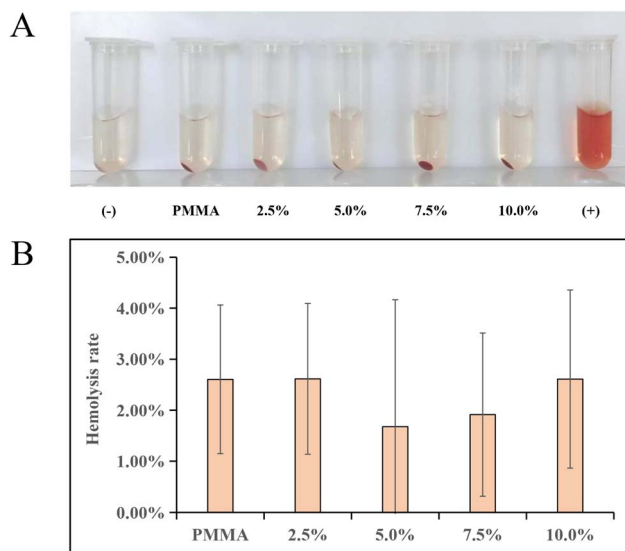 A
(-) PMMA 2.5% 5.0% 7.5% 10.0% (+)
B
5.00%
4.00%
3.00%
2.00%
1.00%
0.00%
Hemolysis rate
PMMA 2.5% 5.0% 7.5% 10.0%